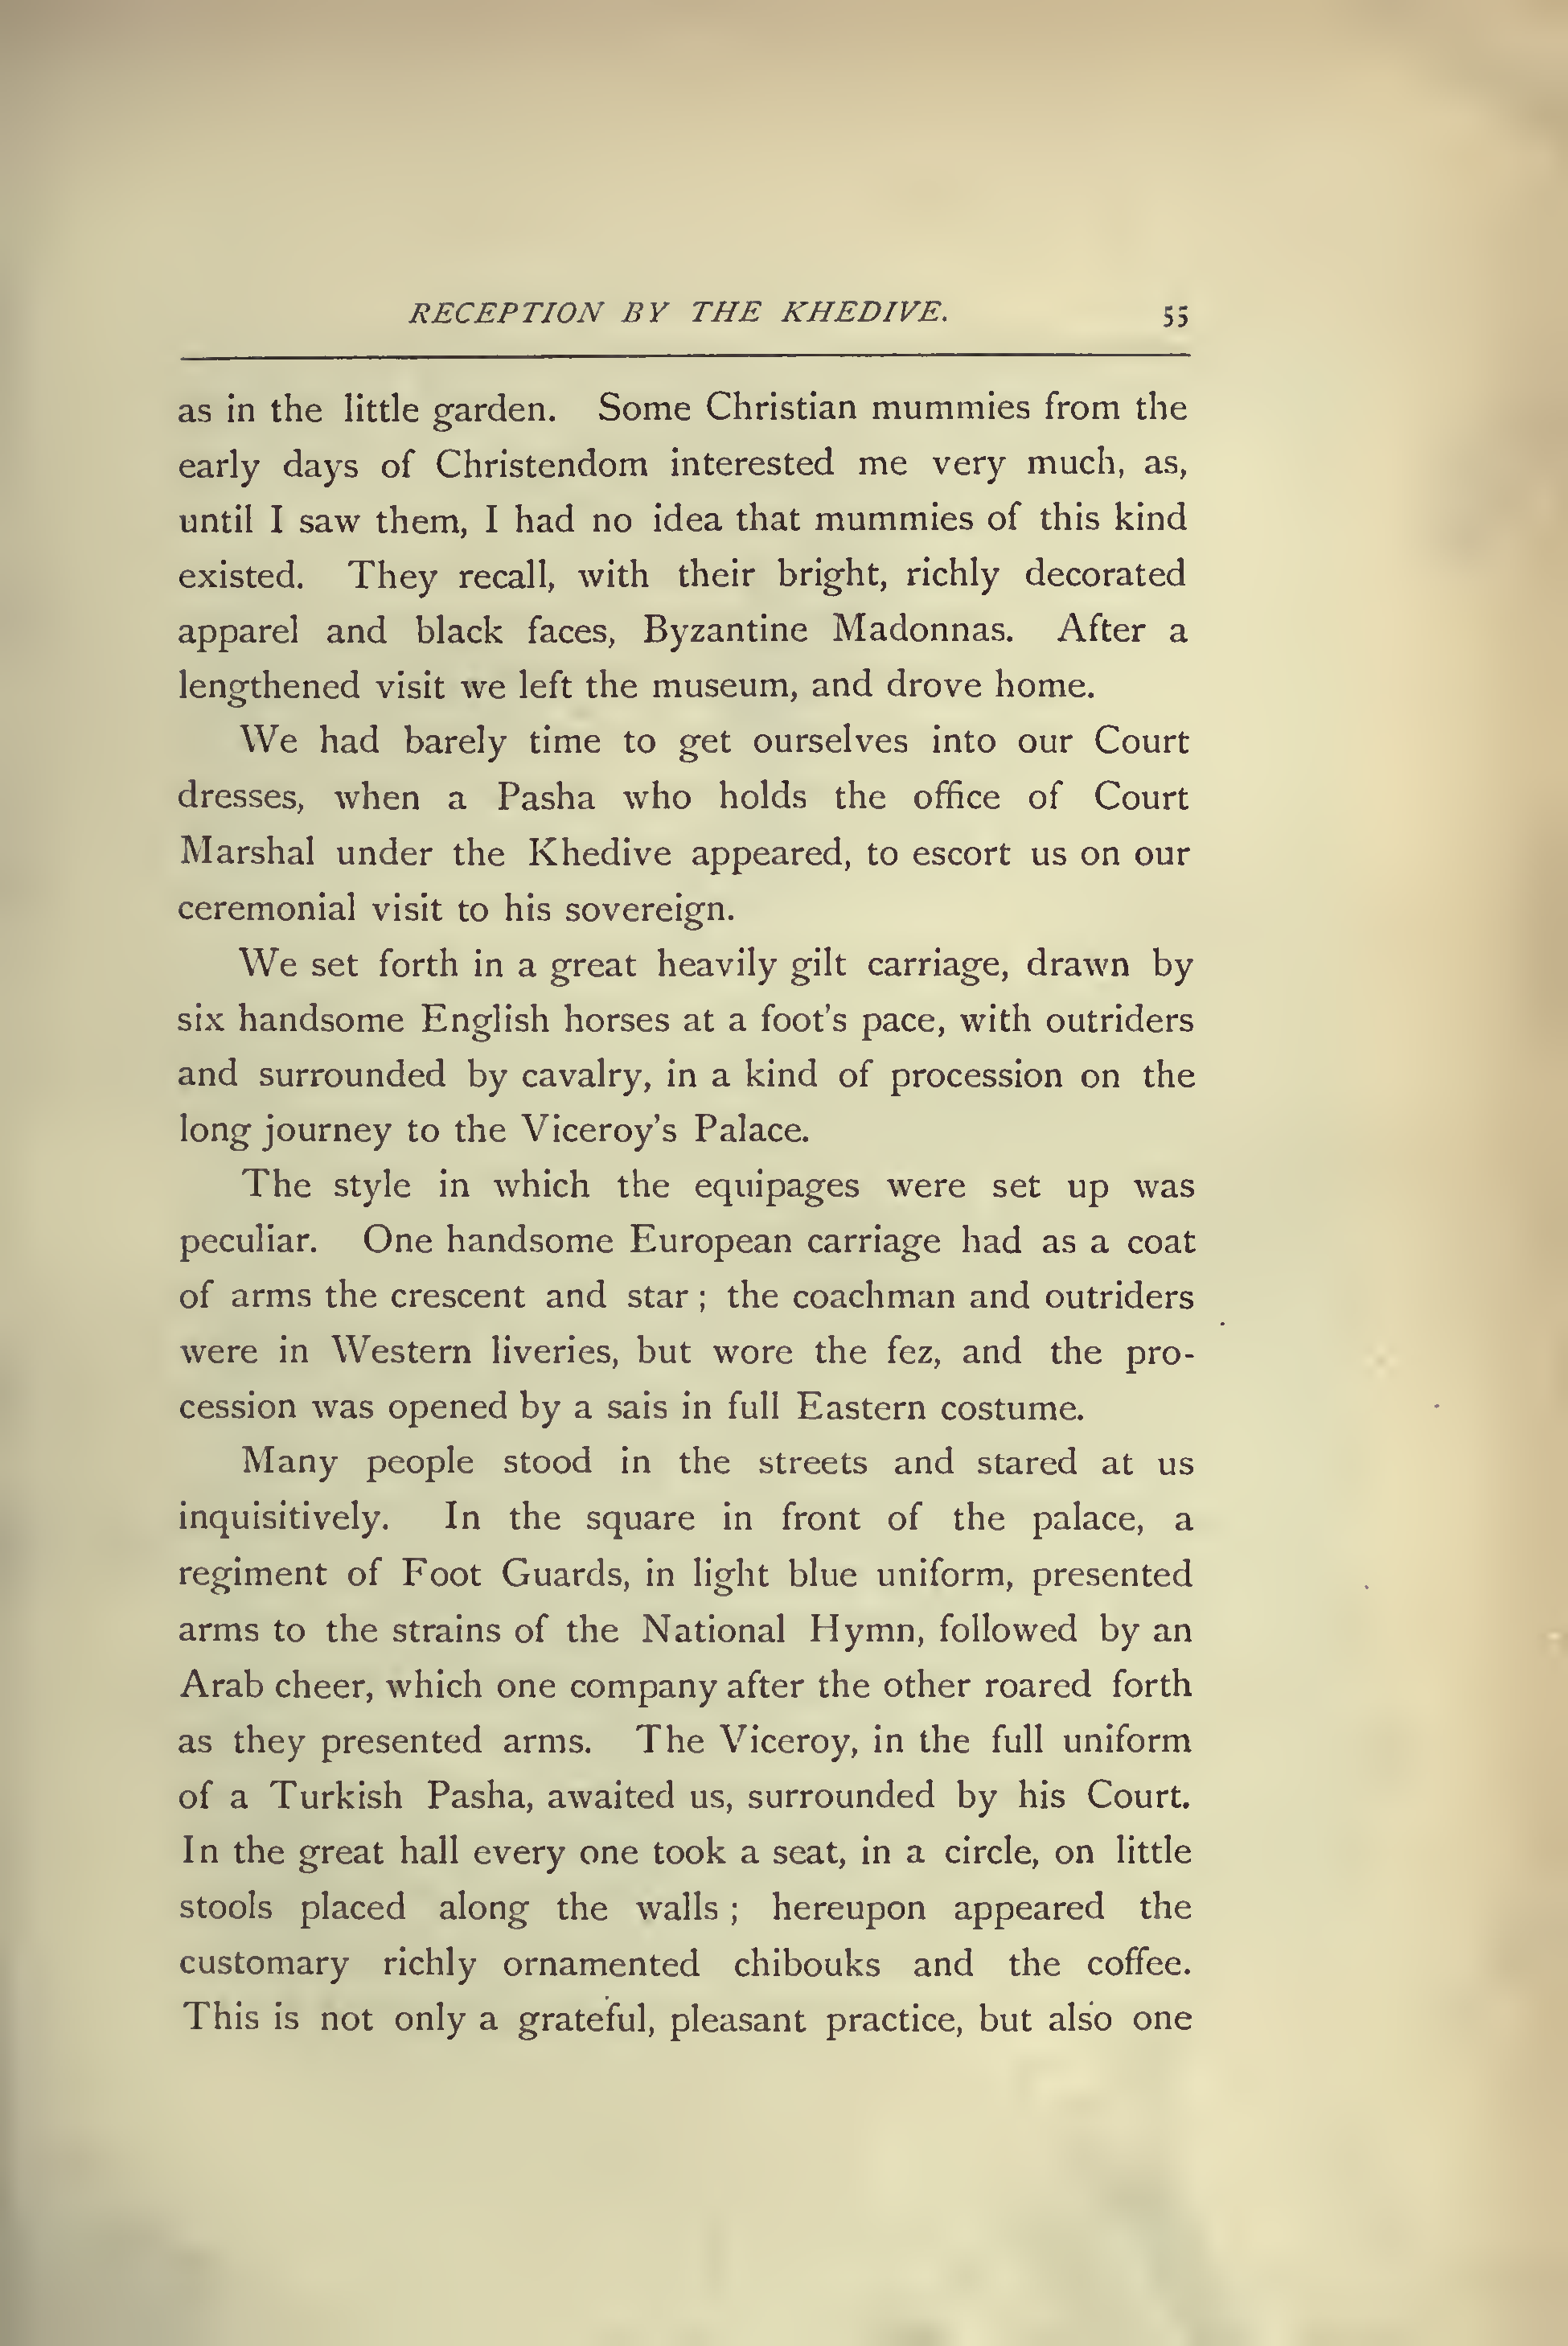 RECEPTION BY THE KHEDIVE. 55
as in the little garden. Some Christian mummies from the
early days of Christendom interested me very much, as,
until I saw them, I had no idea that mummies of this kind
existed. They recall, with their bright, richly decorated
apparel and black faces, Byzantine Madonnas. After a
lengthened visit we left the museum, and drove home.
We had barely time to get ourselves into our Court
dresses, when a Pasha who holds the office of Court
Marshal under the Khedive appeared, to escort us on our
ceremonial visit to his sovereign.
We set forth in a great heavily gilt carriage, drawn by
six handsome English horses at a foot's pace, with outriders
and surrounded by cavalry, in a kind of procession on the
long journey to the Viceroy's Palace.
The style in which the equipages were set up was
peculiar. One handsome European carriage had as a coat
of arms the crescent and star ; the coachman and outriders
were in Western liveries, but wore the fez, and the pro-
cession was opened by a sais in full Eastern costume.
Many people stood in the streets and stared at us
inquisitively. In the square in front of the palace, a
regiment of Foot Guards, in light blue uniform, presented
arms to the strains of the National Hymn, followed by an
Arab cheer, which one company after the other roared forth
as they presented arms. The Viceroy, in the full uniform
of a Turkish Pasha, awaited us, surrounded by his Court.
In the great hall every one took a seat, in a circle, on little
stools placed along the walls ; hereupon appeared the
customary richly ornamented chibouks and the coffee.
This is not only a grateful, pleasant practice, but also one